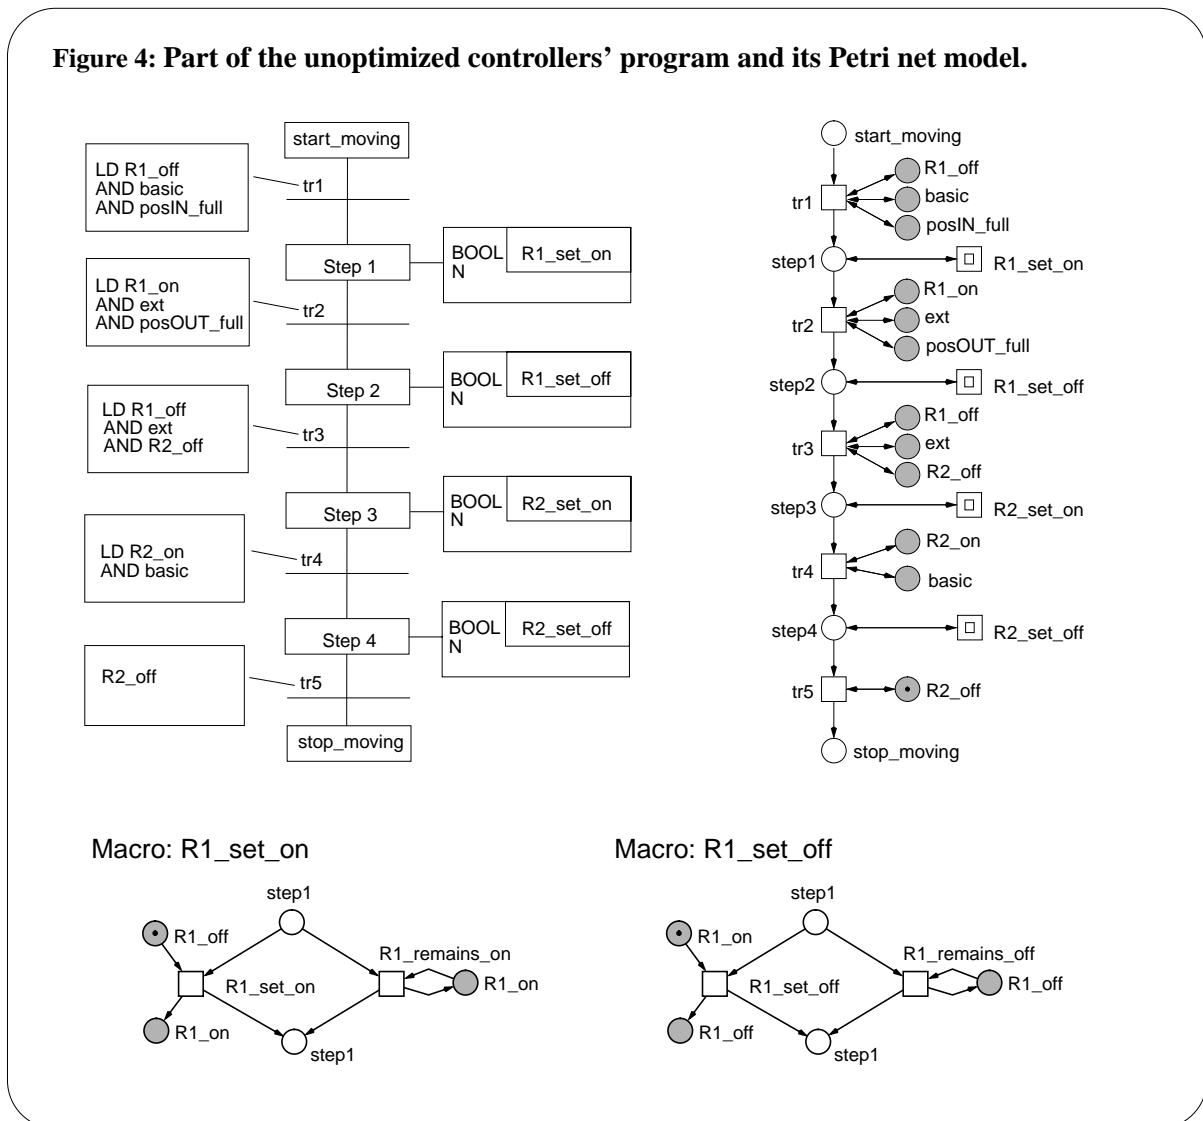 Figure 4: Part of the unoptimized controllers’ program and its Petri net model.
start_moving
LD R1_off
AND basic
AND posIN_full
tr1
Step 1
BOOL
N
R1_set_on
LD R1_on
AND ext
AND posOUT_full
tr2
Step 2
BOOL
N
R1_set_off
LD R1_off
AND ext
AND R2_off
tr3
Step 3
BOOL
N
R2_set_on
LD R2_on
AND basic
tr4
Step 4
BOOL
N
R2_set_off
R2_off
tr5
stop_moving
start_moving
R1_off
basic
posIN_full
tr1
step1
R1_set_on
R1_on
ext
posOUT_full
tr2
step2
R1_set_off
R1_off
ext
R2_off
tr3
step3
R2_set_on
R2_on
basic
tr4
step4
R2_set_off
tr5
R2_off
stop_moving
Macro: R1_set_on
step1
R1_off
R1_remains_on
R1_set_on
R1_on
R1_on
step1
Macro: R1_set_off
step1
R1_on
R1_remains_off
R1_set_off
R1_off
R1_off
step1